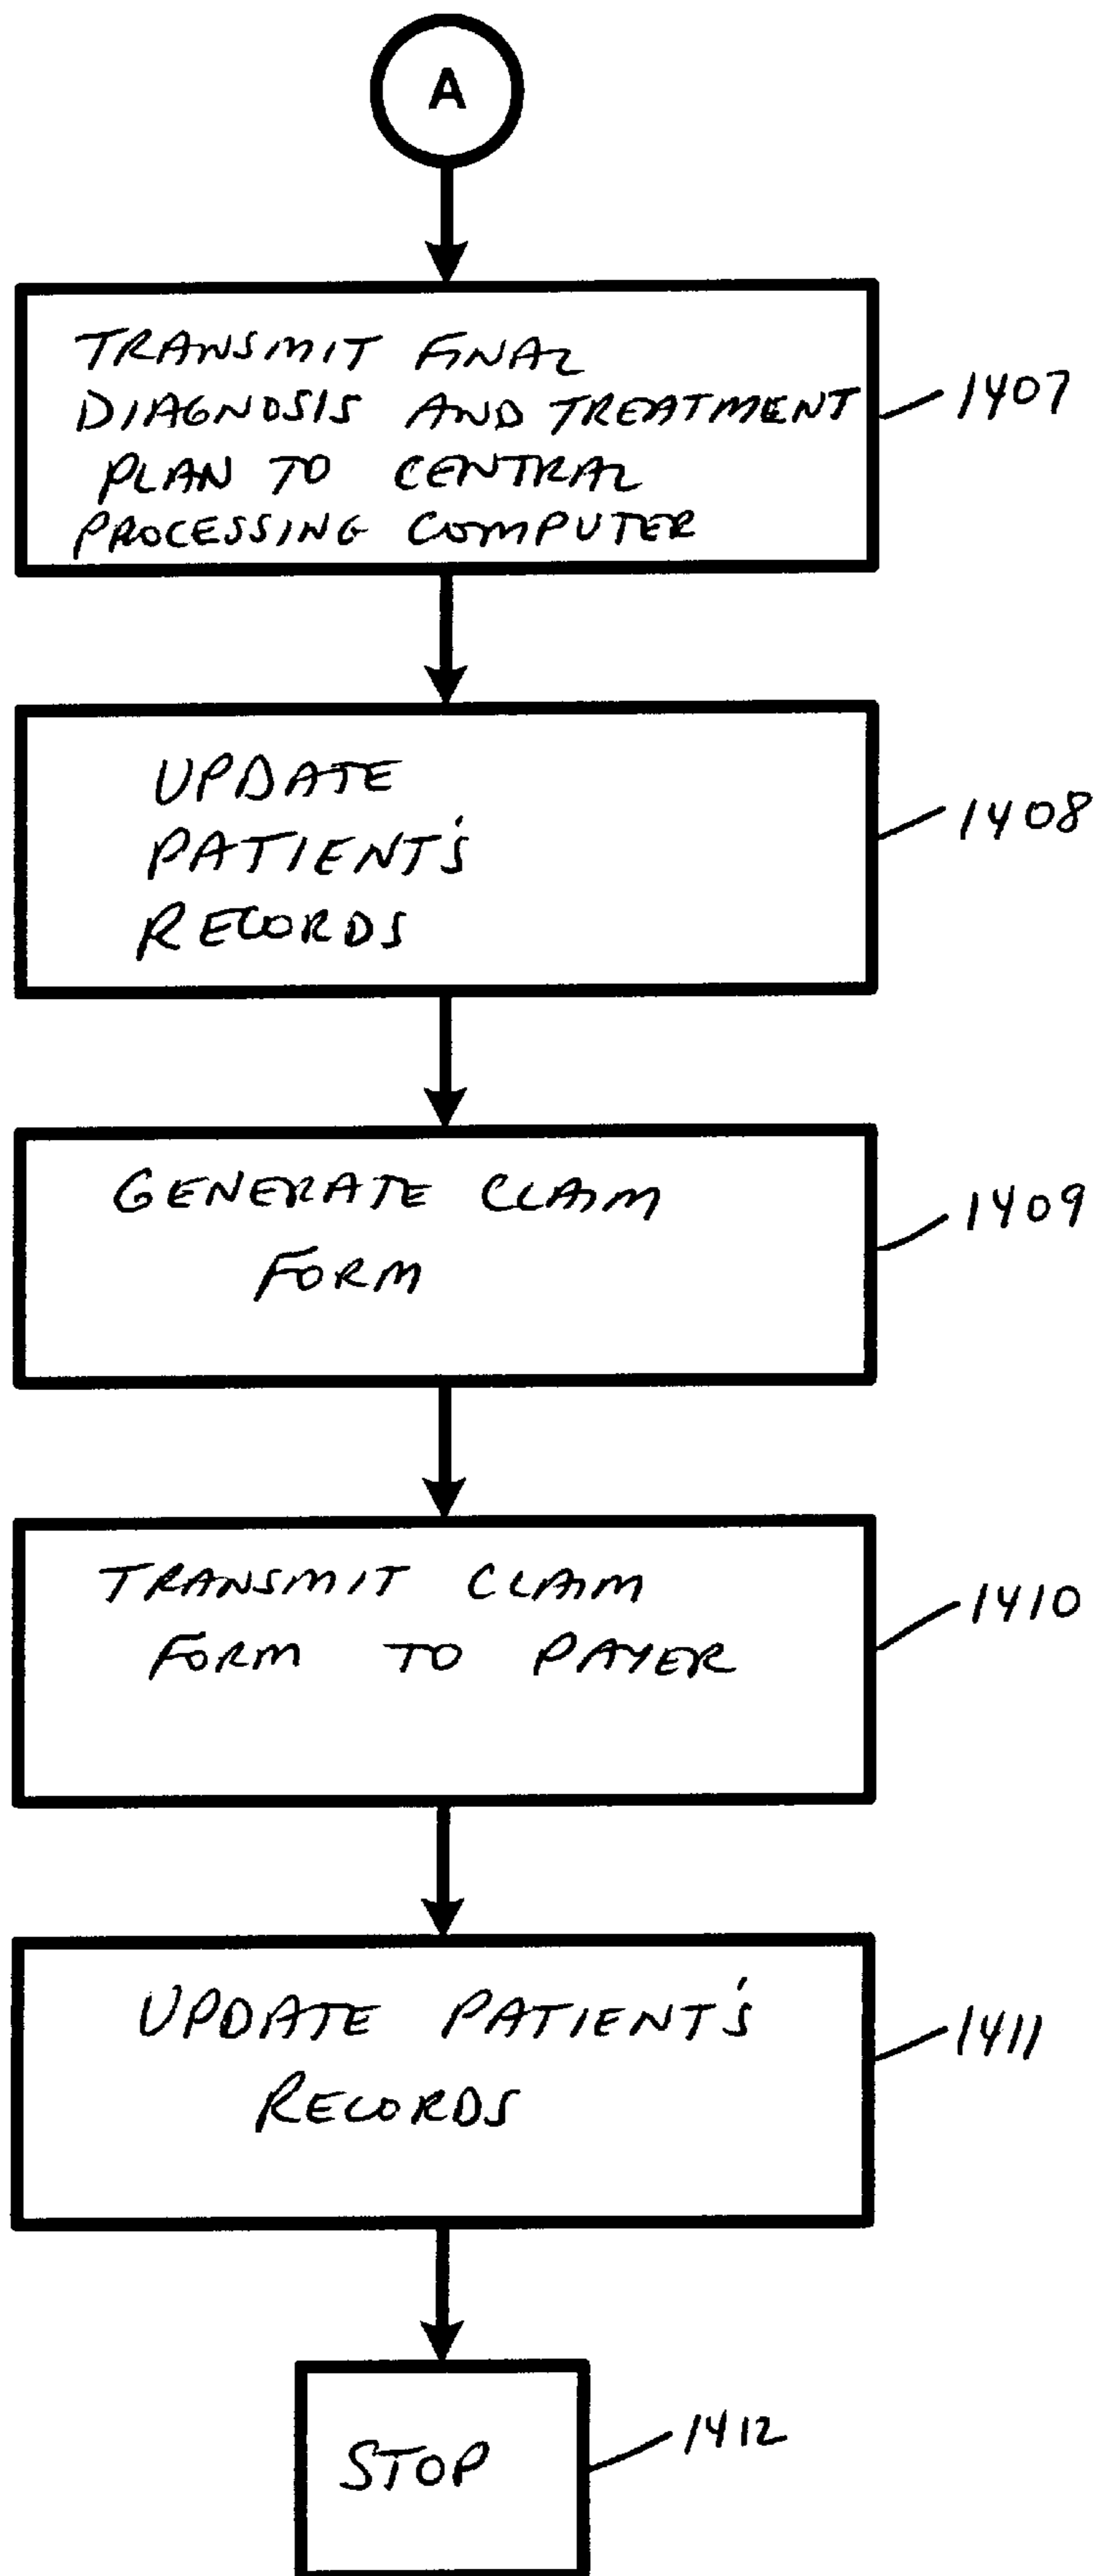 A
TRANSMIT FINAL
DIAGNOSIS AND TREATMENT
PLAN TO CENTRAL
PROCESSING COMPUTER
1407
UPDATE
PATIENT'S
RECORDS
1408
GENERATE CLAIM
FORM
1409
TRANSMIT CLAIM
FORM TO PAYER
1410
UPDATE PATIENT'S
RECORDS
1411
STOP
1412